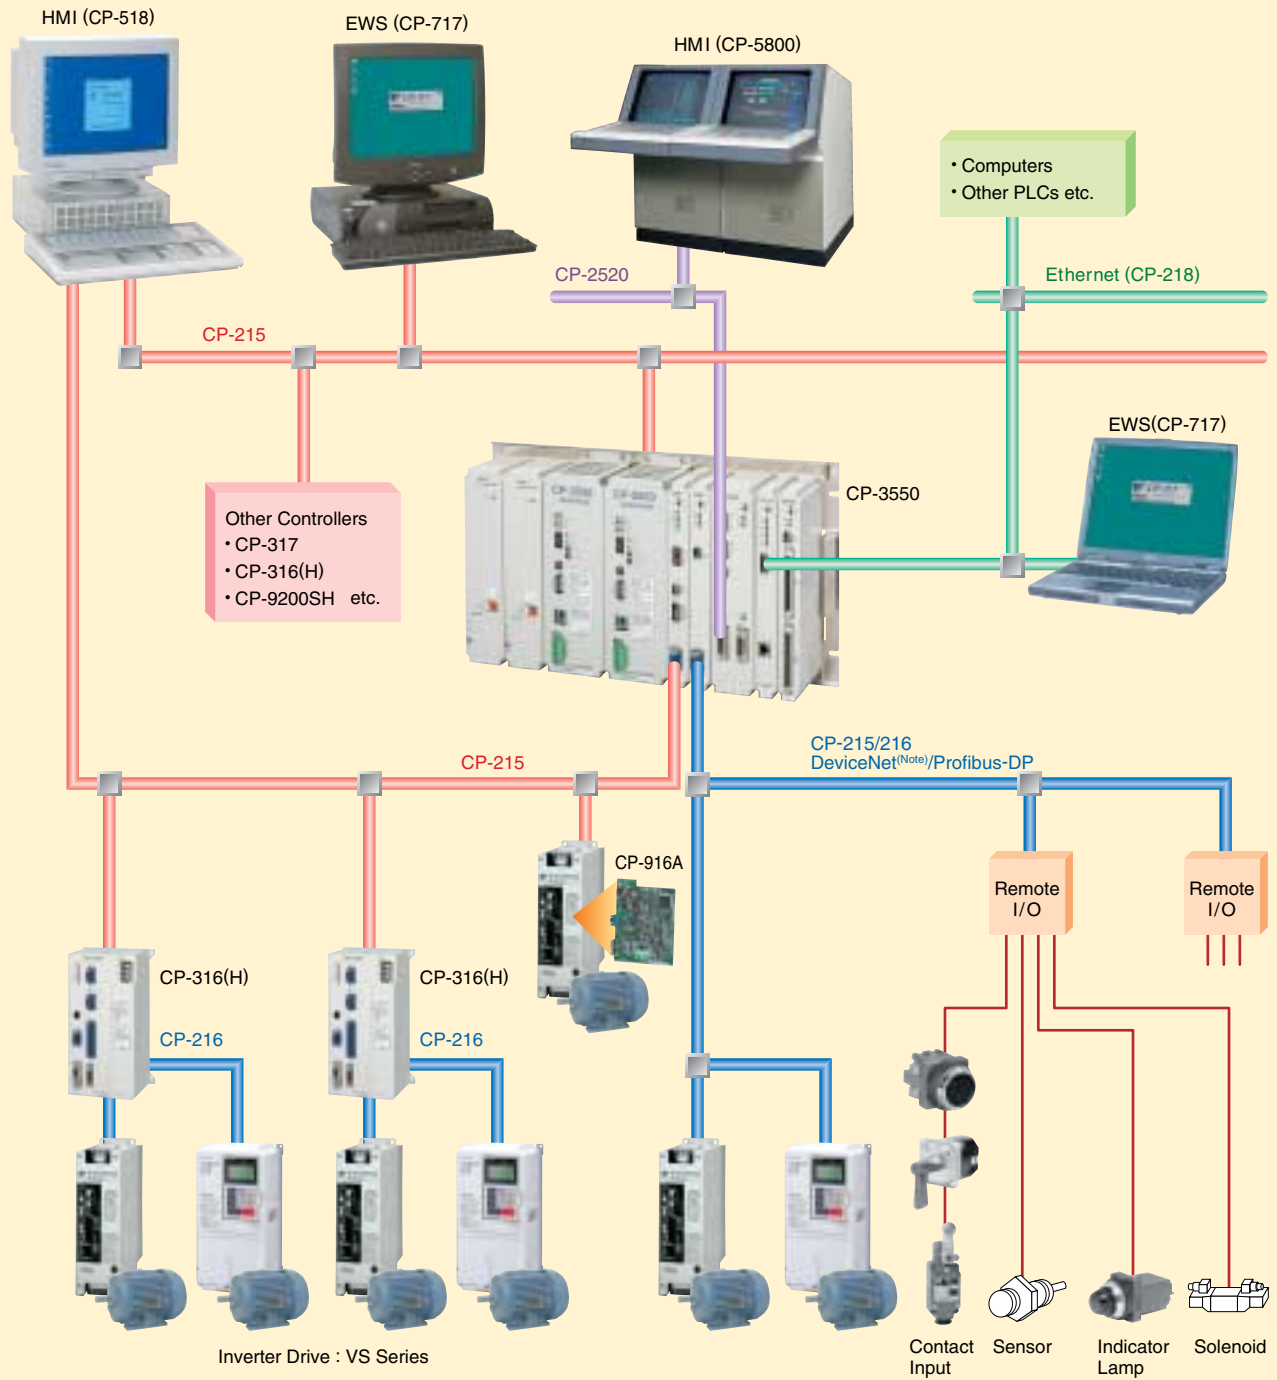 HMI (CP-518)
EWS (CP-717)
HMI (CP-5800)
• Computers
• Other PLCs etc.
CP-2520
Ethernet (CP-218)
CP-215
EWS(CP-717)
CP-3550
Other Controllers
• CP-317
• CP-316(H)
• CP-9200SH etc.
CP-215/216
DeviceNet(Note)/Profibus-DP
CP-215
CP-916A
Remote
I/O
Remote
I/O
CP-316(H)
CP-316(H)
CP-216
CP-216
Contact
Input
Sensor
Indicator
Lamp
Solenoid
Inverter Drive : VS Series